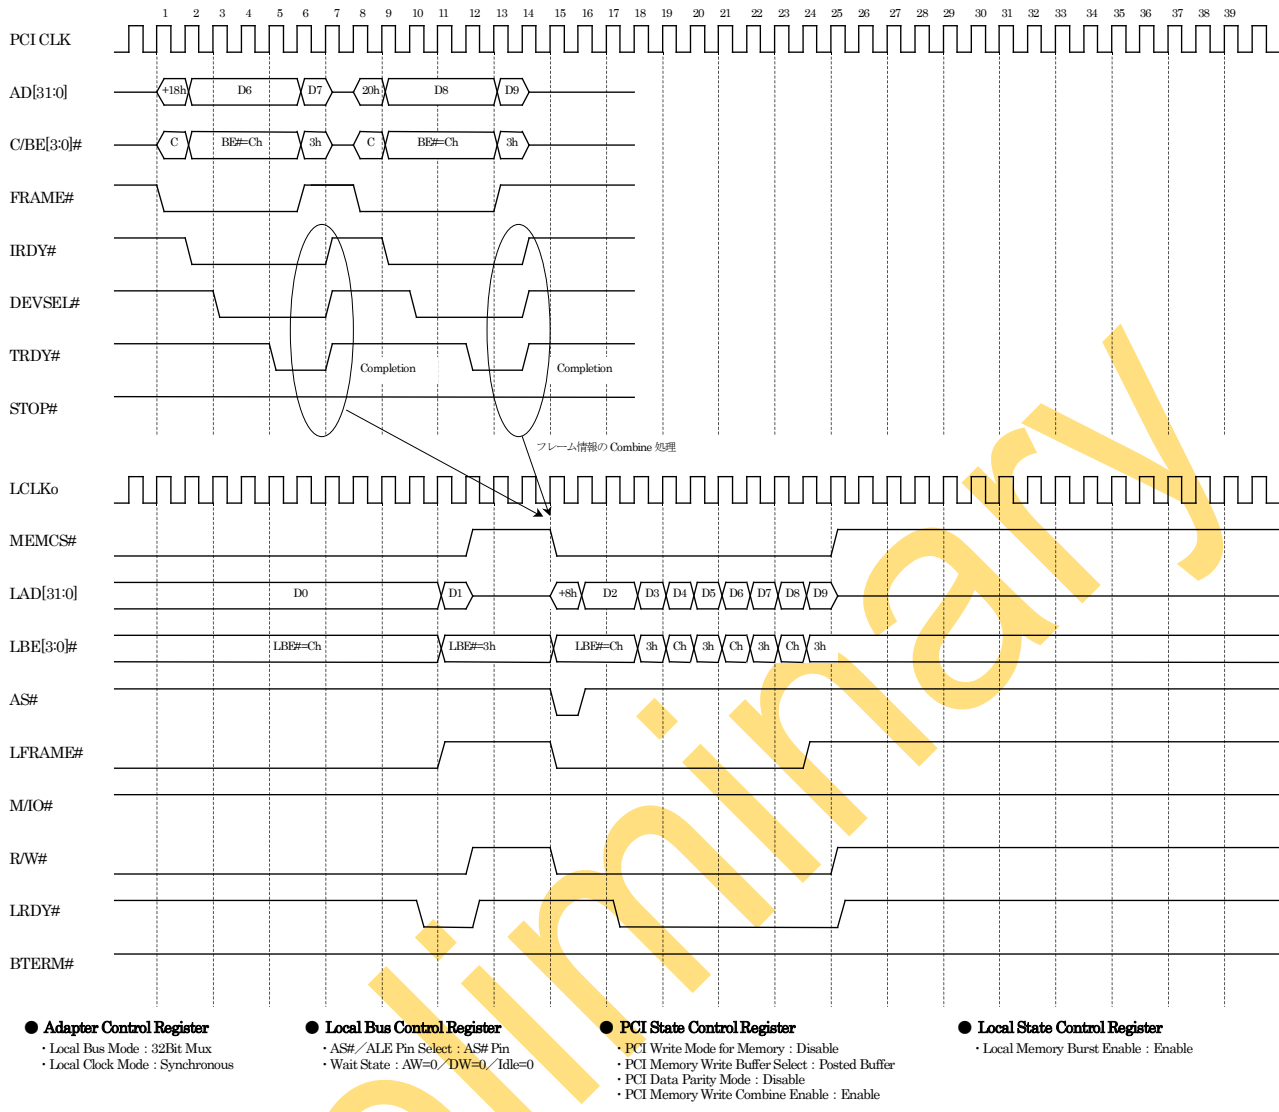 1 2 3 4 5 6 7 8 9 10 11 12 13 14 15 16 17 18 19 20 21 22 23 24 25 26 27 28 29 30 31 32 33 34 35 36 37 38 39
PCI CLK
AD[31:0] +18h D6 D7 20h D8 D9
C/BE[3:0]# C BE#=Ch 3h C BE#=Ch 3h
FRAME#
IRDY#
DEVSEL#
TRDY#
Completion Completion
STOP#
フレーム情報の Combine 処理
LCLKo
MEMCS#
LAD[31:0] D0 D1 +8h D2 D3 D4 D5 D6 D7 D8 D9
LBE[3:0]# LBE#=Ch LBE#=3h LBE#=Ch 3h Ch 3h Ch 3h Ch 3h
AS#
LFRAME#
M/IO#
R/W#
LRDY#
BTERM#
● Adapter Control Register
・Local Bus Mode : 32Bit Mux
・Local Clock Mode : Synchronous
● Local Bus Control Register
・AS#／ALE Pin Select : AS# Pin
・Wait State : AW=0／DW=0／Idle=0
● PCI State Control Register
・PCI Write Mode for Memory : Disable
・PCI Memory Write Buffer Select : Posted Buffer
・PCI Data Parity Mode : Disable
・PCI Memory Write Combine Enable : Enable
● Local State Control Register
・Local Memory Burst Enable : Enable
liminary